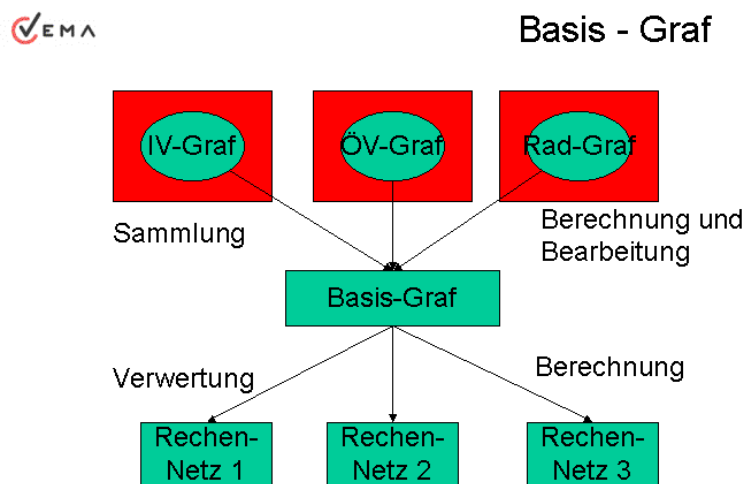 VEMA
Basis - Graf
IV-Graf
ÖV-Graf
Rad-Graf
Sammlung
Berechnung und
Bearbeitung
Basis-Graf
Verwertung
Berechnung
Rechen-
Netz 1
Rechen-
Netz 2
Rechen-
Netz 3